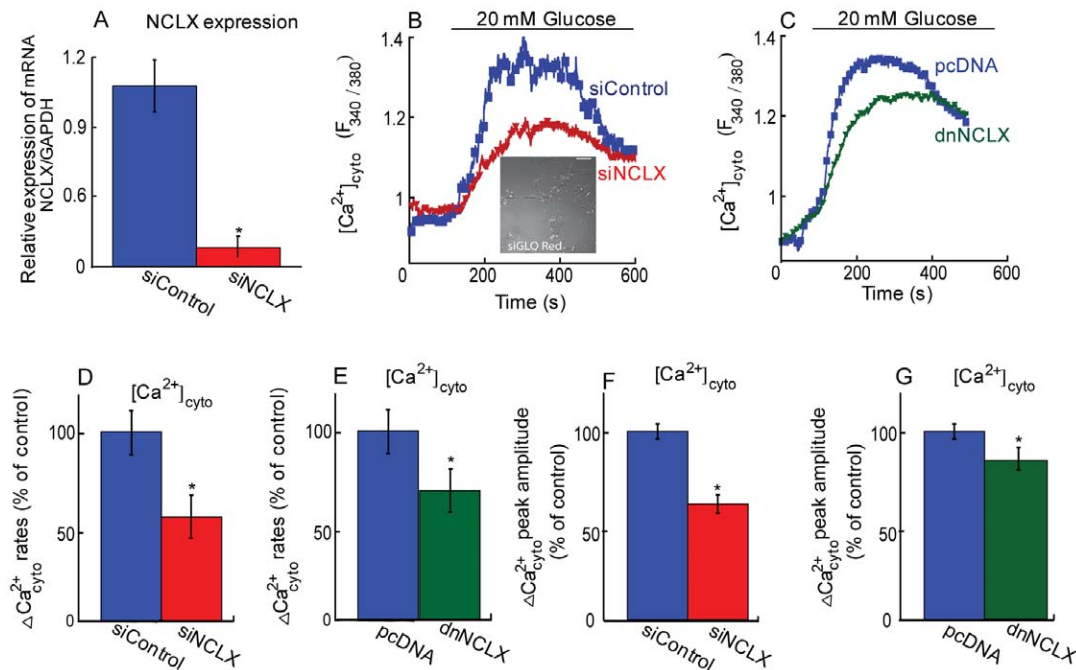 A
NCLX expression
Relative expression of mRNA
NCLX/GAPDH
1.2
0.9
0.6
0
*
siControl
siNCLX
B
20 mM Glucose
[Ca2+]cyto (F340 / 380)
1.4
1.2
1
siControl
siNCLX
siGLO Red
0
200
400
600
Time (s)
C
20 mM Glucose
[Ca2+]cyto (F340 / 380)
1.4
1.2
1
pcDNA
dnNCLX
0
200
400
600
Time (s)
D
[Ca2+]cyto
△Ca2+cyto rates (% of control)
100
50
0
*
siControl
siNCLX
E
[Ca2+]cyto
△Ca2+cyto rates (% of control)
100
50
0
*
pcDNA
dnNCLX
F
[Ca2+]cyto
△Ca2+cyto peak amplitude
(% of control)
100
50
0
*
siControl
siNCLX
G
[Ca2+]cyto
△Ca2+cyto peak amplitude
(% of control)
100
50
0
*
pcDNA
dnNCLX